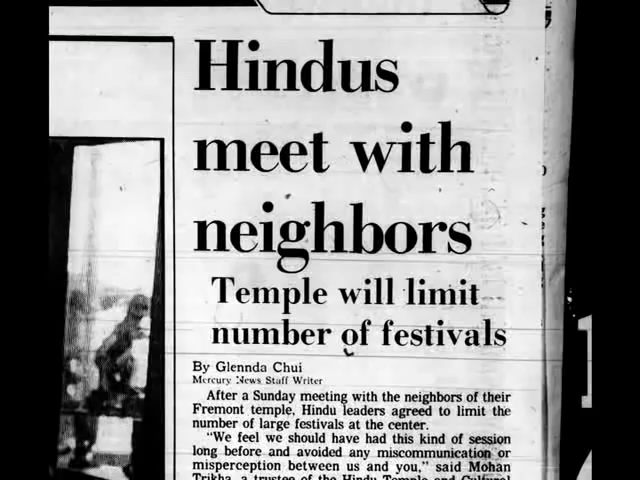 Hindus
meet with
neighbors
Temple will limit
number of festivals
By Glennda Chui
Mercury News Staff Writer
After a Sunday meeting with the neighbors of their
Fremont temple, Hindu leaders agreed to limit the
number of large festivals at the center.
"We feel we should have had this kind of session
long before and avoided any miscommunication or
misperception between us and you," said Mohan
Trikha, a trustee of the Hindu Temple and Cultural